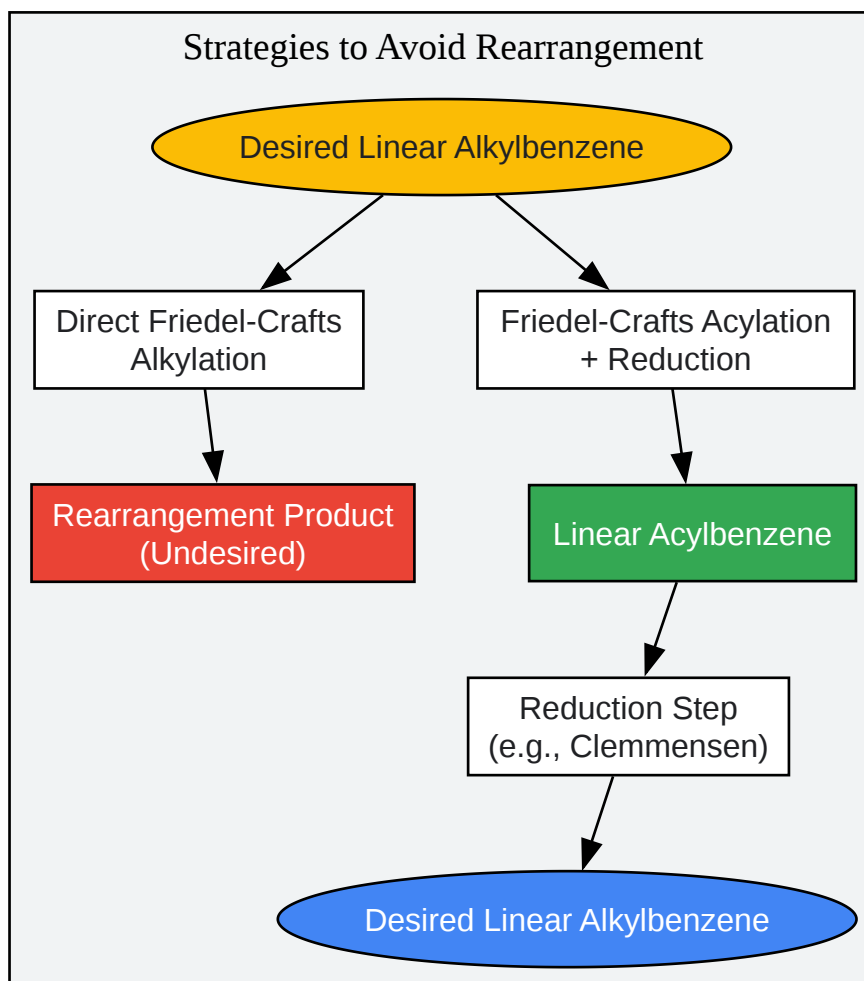 Strategies to Avoid Rearrangement
Desired Linear Alkylbenzene
Direct Friedel-Crafts
Alkylation
Friedel-Crafts Acylation
+ Reduction
Rearrangement Product
(Undesired)
Linear Acylbenzene
Reduction Step
(e.g., Clemmensen)
Desired Linear Alkylbenzene